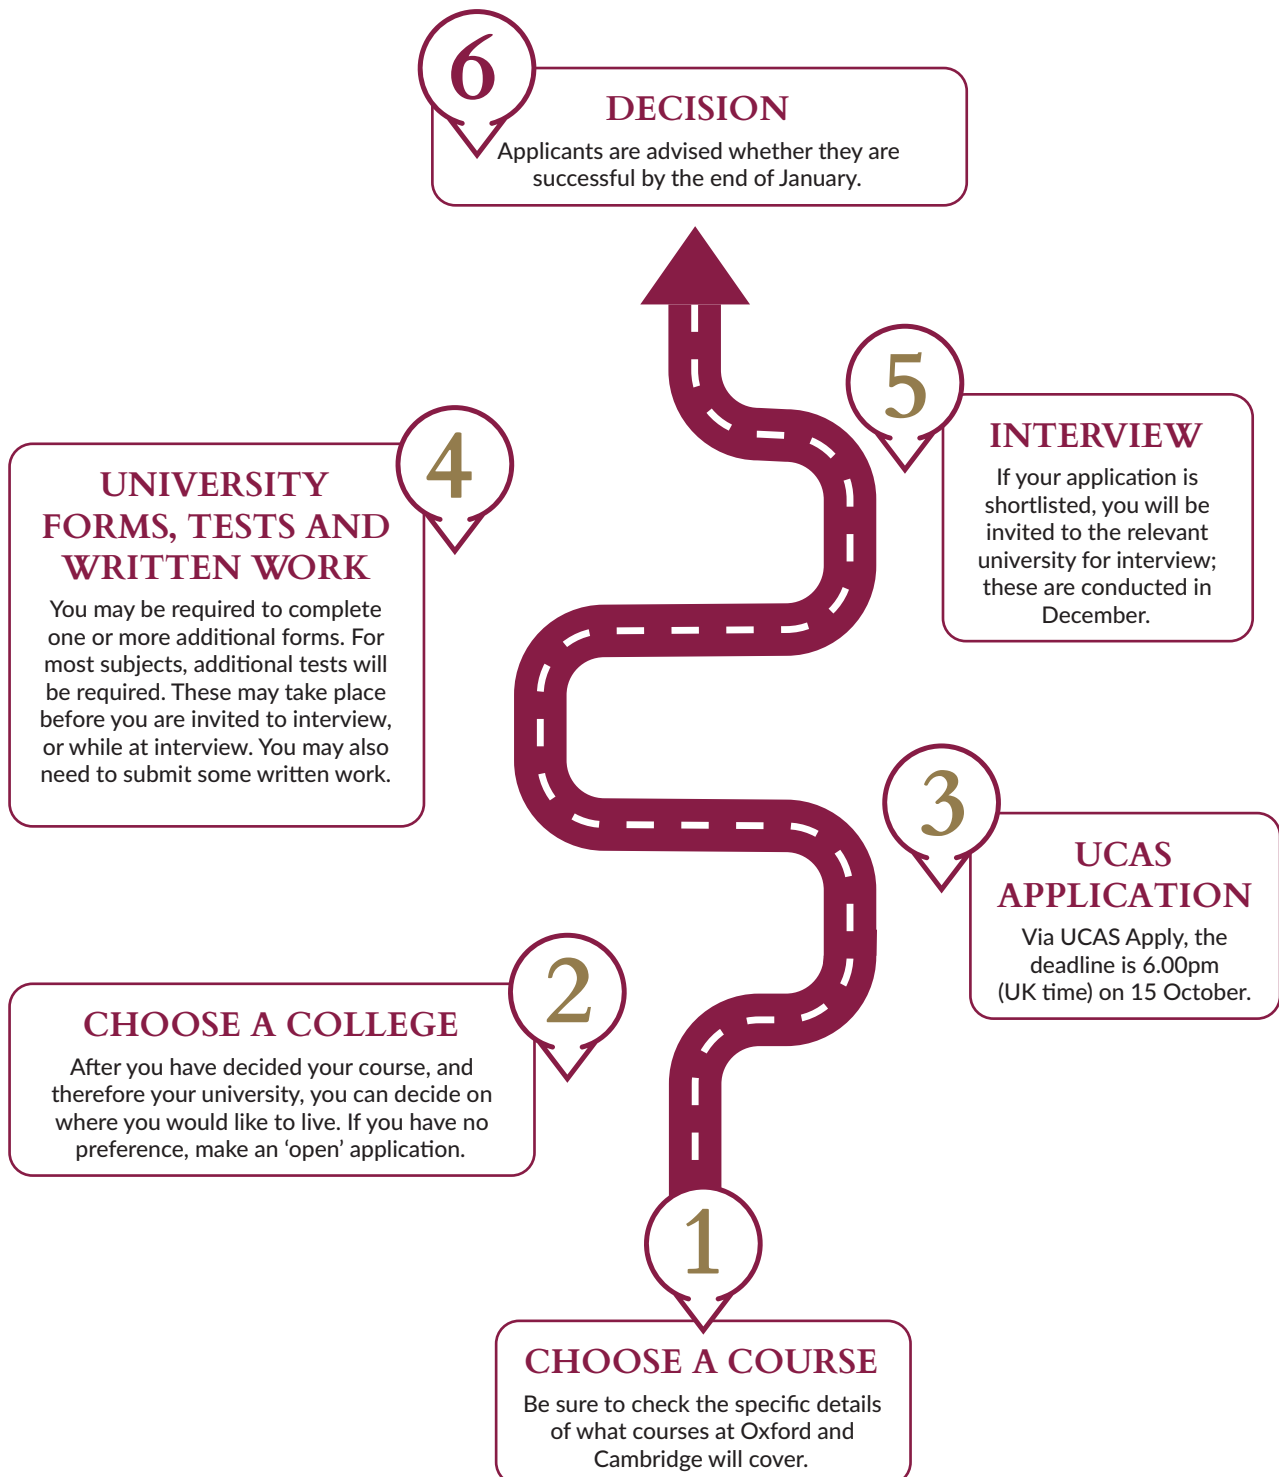 6
DECISION
Applicants are advised whether they are
successful by the end of January.
5
INTERVIEW
If your application is
shortlisted, you will be
invited to the relevant
university for interview;
these are conducted in
December.
4
UNIVERSITY
FORMS, TESTS AND
WRITTEN WORK
You may be required to complete
one or more additional forms. For
most subjects, additional tests will
be required. These may take place
before you are invited to interview,
or while at interview. You may also
need to submit some written work.
3
UCAS
APPLICATION
Via UCAS Apply, the
deadline is 6.00pm
(UK time) on 15 October.
2
CHOOSE A COLLEGE
After you have decided your course, and
therefore your university, you can decide on
where you would like to live. If you have no
preference, make an ‘open’ application.
1
CHOOSE A COURSE
Be sure to check the specific details
of what courses at Oxford and
Cambridge will cover.